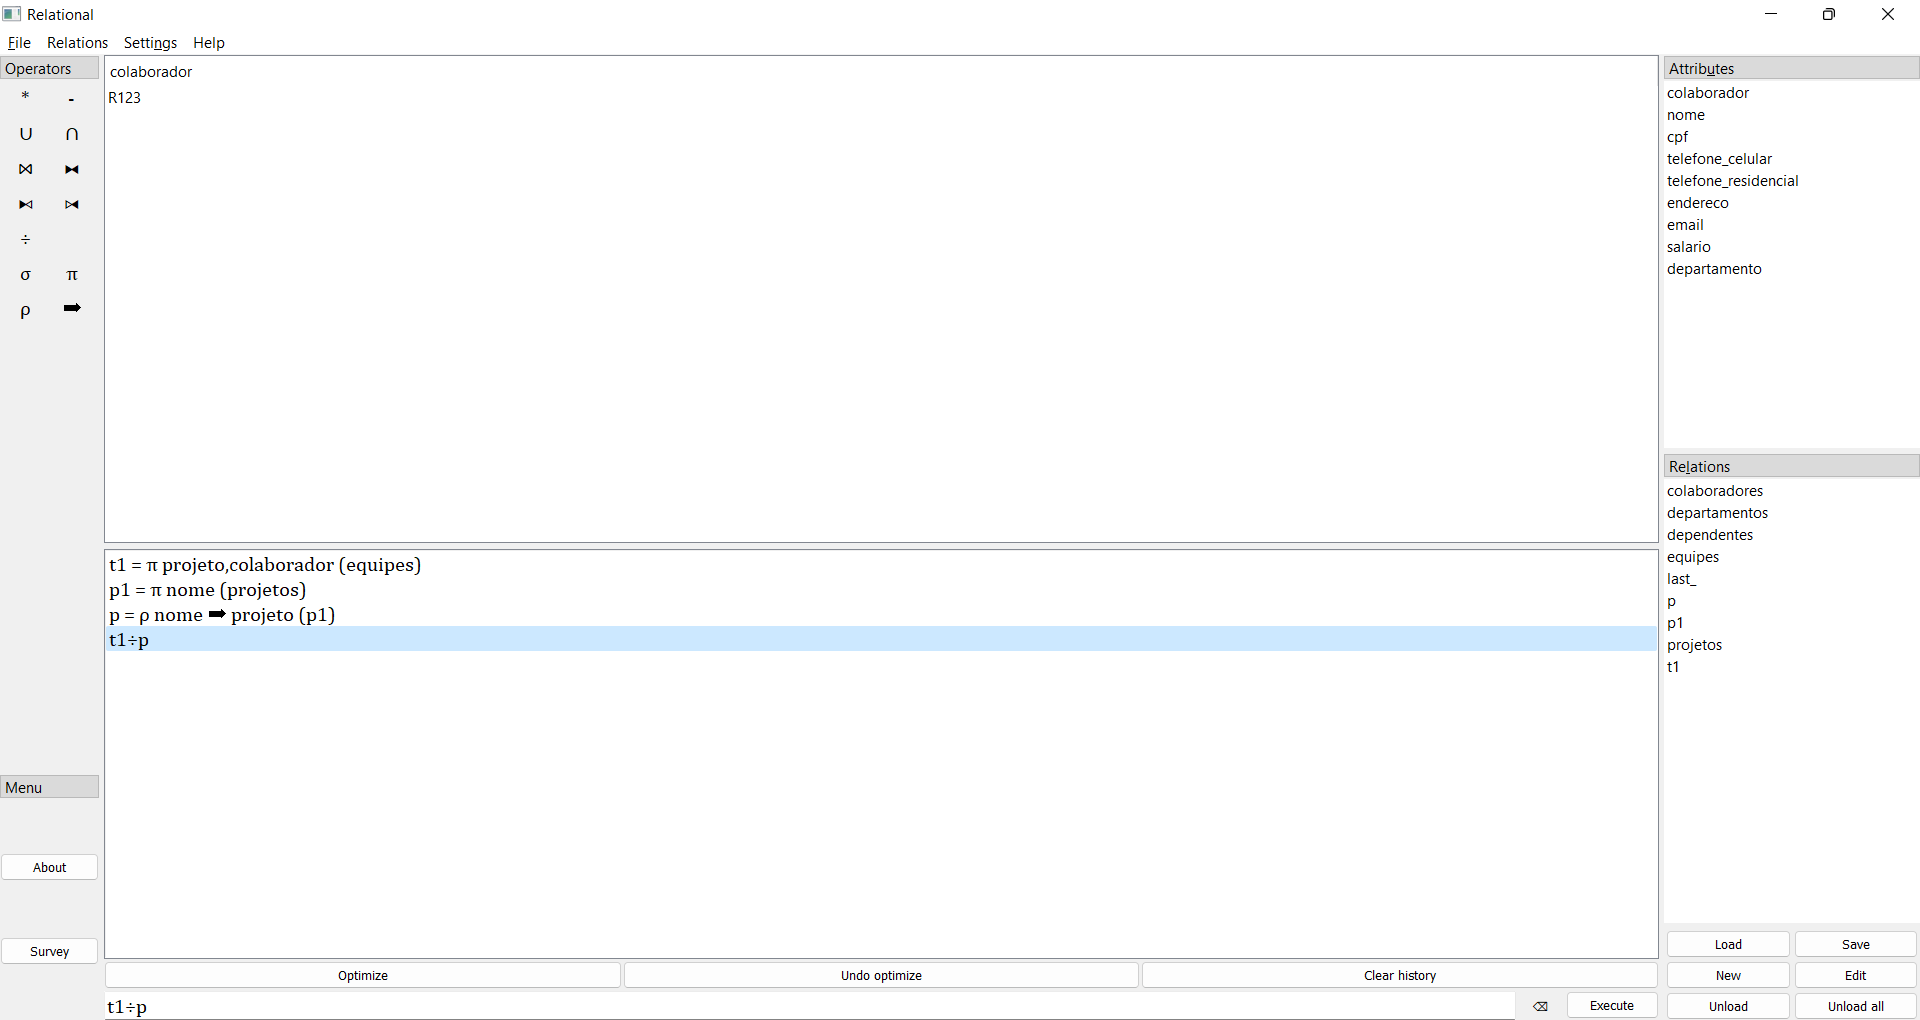 Relational
File Relations Settings Help
Operators
* -
∪ ∩
⋈ ⧓
⧑ ⧒
÷
σ π
ρ ➡
Menu
About
Survey
colaborador
R123
t1 = π projeto,colaborador (equipes)
p1 = π nome (projetos)
p = ρ nome ➡ projeto (p1)
t1÷p
Optimize Undo optimize Clear history
t1÷p
⌫ Execute
Attributes
colaborador
nome
cpf
telefone_celular
telefone_residencial
endereco
email
salario
departamento
Relations
colaboradores
departamentos
dependentes
equipes
last_
p
p1
projetos
t1
Load Save
New Edit
Unload Unload all